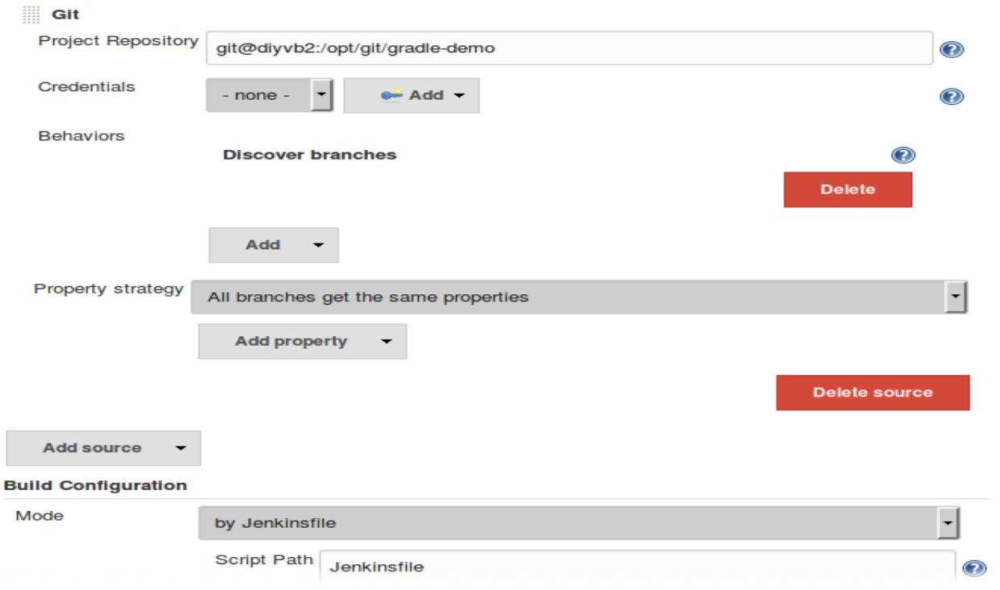 Git
Project Repository git@diyvb2:/opt/git/gradle-demo ?
Credentials - none - Add ?
Behaviors
Discover branches ?
Delete
Add
Property strategy All branches get the same properties
Add property
Delete source
Add source
Build Configuration
Mode by Jenkinsfile
Script Path Jenkinsfile ?